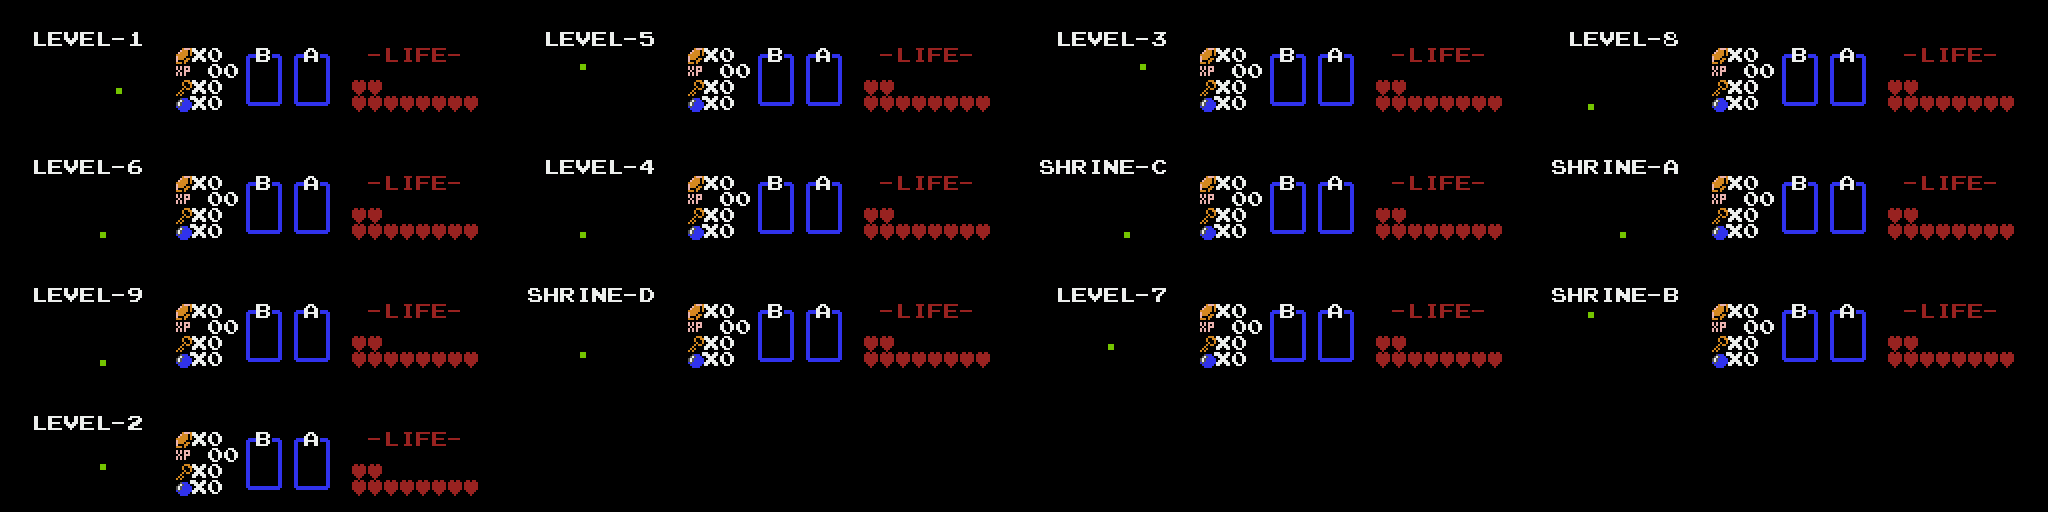 LEVEL-1 X0 B A -LIFE- XP 00 X0 X0
LEVEL-5 X0 B A -LIFE- XP 00 X0 X0
LEVEL-3 X0 B A -LIFE- XP 00 X0 X0
LEVEL-8 X0 B A -LIFE- XP 00 X0 X0
LEVEL-6 X0 B A -LIFE- XP 00 X0 X0
LEVEL-4 X0 B A -LIFE- XP 00 X0 X0
SHRINE-C X0 B A -LIFE- XP 00 X0 X0
SHRINE-A X0 B A -LIFE- XP 00 X0 X0
LEVEL-9 X0 B A -LIFE- XP 00 X0 X0
SHRINE-D X0 B A -LIFE- XP 00 X0 X0
LEVEL-7 X0 B A -LIFE- XP 00 X0 X0
SHRINE-B X0 B A -LIFE- XP 00 X0 X0
LEVEL-2 X0 B A -LIFE- XP 00 X0 X0